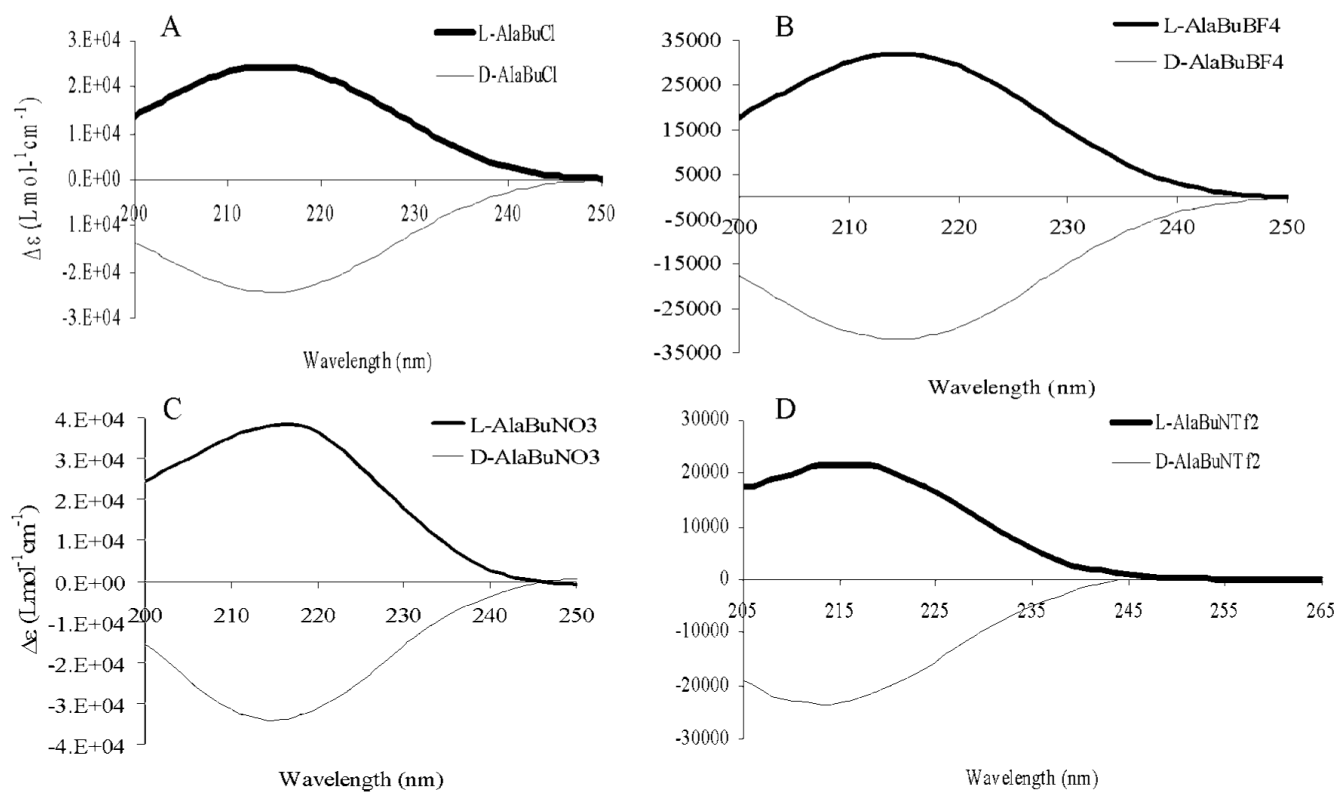 A
L-AlaBuCl
D-AlaBuCl
3.E+04
2.E+04
1.E+04
0.E+00
-1.E+04
-2.E+04
-3.E+04
200 210 220 230 240 250
Δε (L mol-1cm-1)
Wavelength (nm)
B
L-AlaBuBF4
D-AlaBuBF4
35000
25000
15000
5000
-5000
-15000
-25000
-35000
200 210 220 230 240 250
Wavelength (nm)
C
L-AlaBuNO3
D-AlaBuNO3
4.E+04
3.E+04
2.E+04
1.E+04
0.E+00
-1.E+04
-2.E+04
-3.E+04
-4.E+04
200 210 220 230 240 250
Δε (Lmol-1cm-1)
Wavelength (nm)
D
L-AlaBuNTf2
D-AlaBuNTf2
30000
20000
10000
0
-10000
-20000
-30000
205 215 225 235 245 255 265
Wavelength (nm)